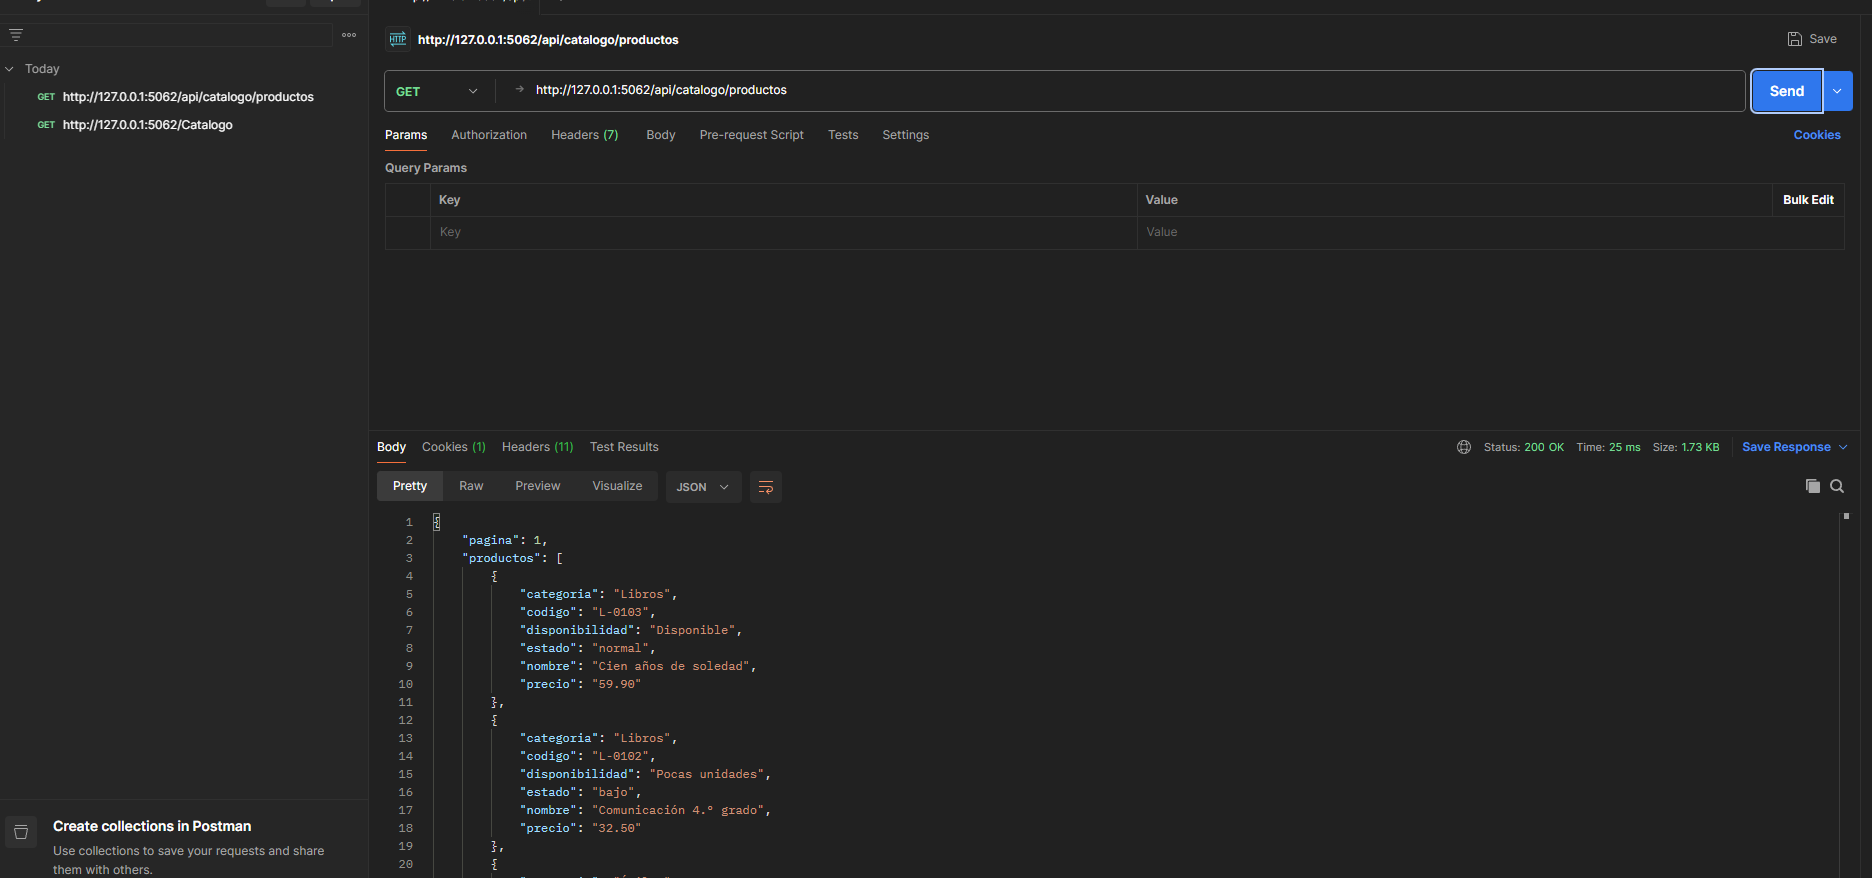 Today
GET http://127.0.0.1:5062/api/catalogo/productos
GET http://127.0.0.1:5062/Catalogo
Create collections in Postman
Use collections to save your requests and share
them with others.
HTTP http://127.0.0.1:5062/api/catalogo/productos
Save
GET http://127.0.0.1:5062/api/catalogo/productos
Send
Params Authorization Headers (7) Body Pre-request Script Tests Settings Cookies
Query Params
Key Value Bulk Edit
Key Value
Body Cookies (1) Headers (11) Test Results Status: 200 OK Time: 25 ms Size: 1.73 KB Save Response
Pretty Raw Preview Visualize JSON
1 {
2 "pagina": 1,
3 "productos": [
4 {
5 "categoria": "Libros",
6 "codigo": "L-0103",
7 "disponibilidad": "Disponible",
8 "estado": "normal",
9 "nombre": "Cien años de soledad",
10 "precio": "59.90"
11 },
12 {
13 "categoria": "Libros",
14 "codigo": "L-0102",
15 "disponibilidad": "Pocas unidades",
16 "estado": "bajo",
17 "nombre": "Comunicación 4.° grado",
18 "precio": "32.50"
19 },
20 {